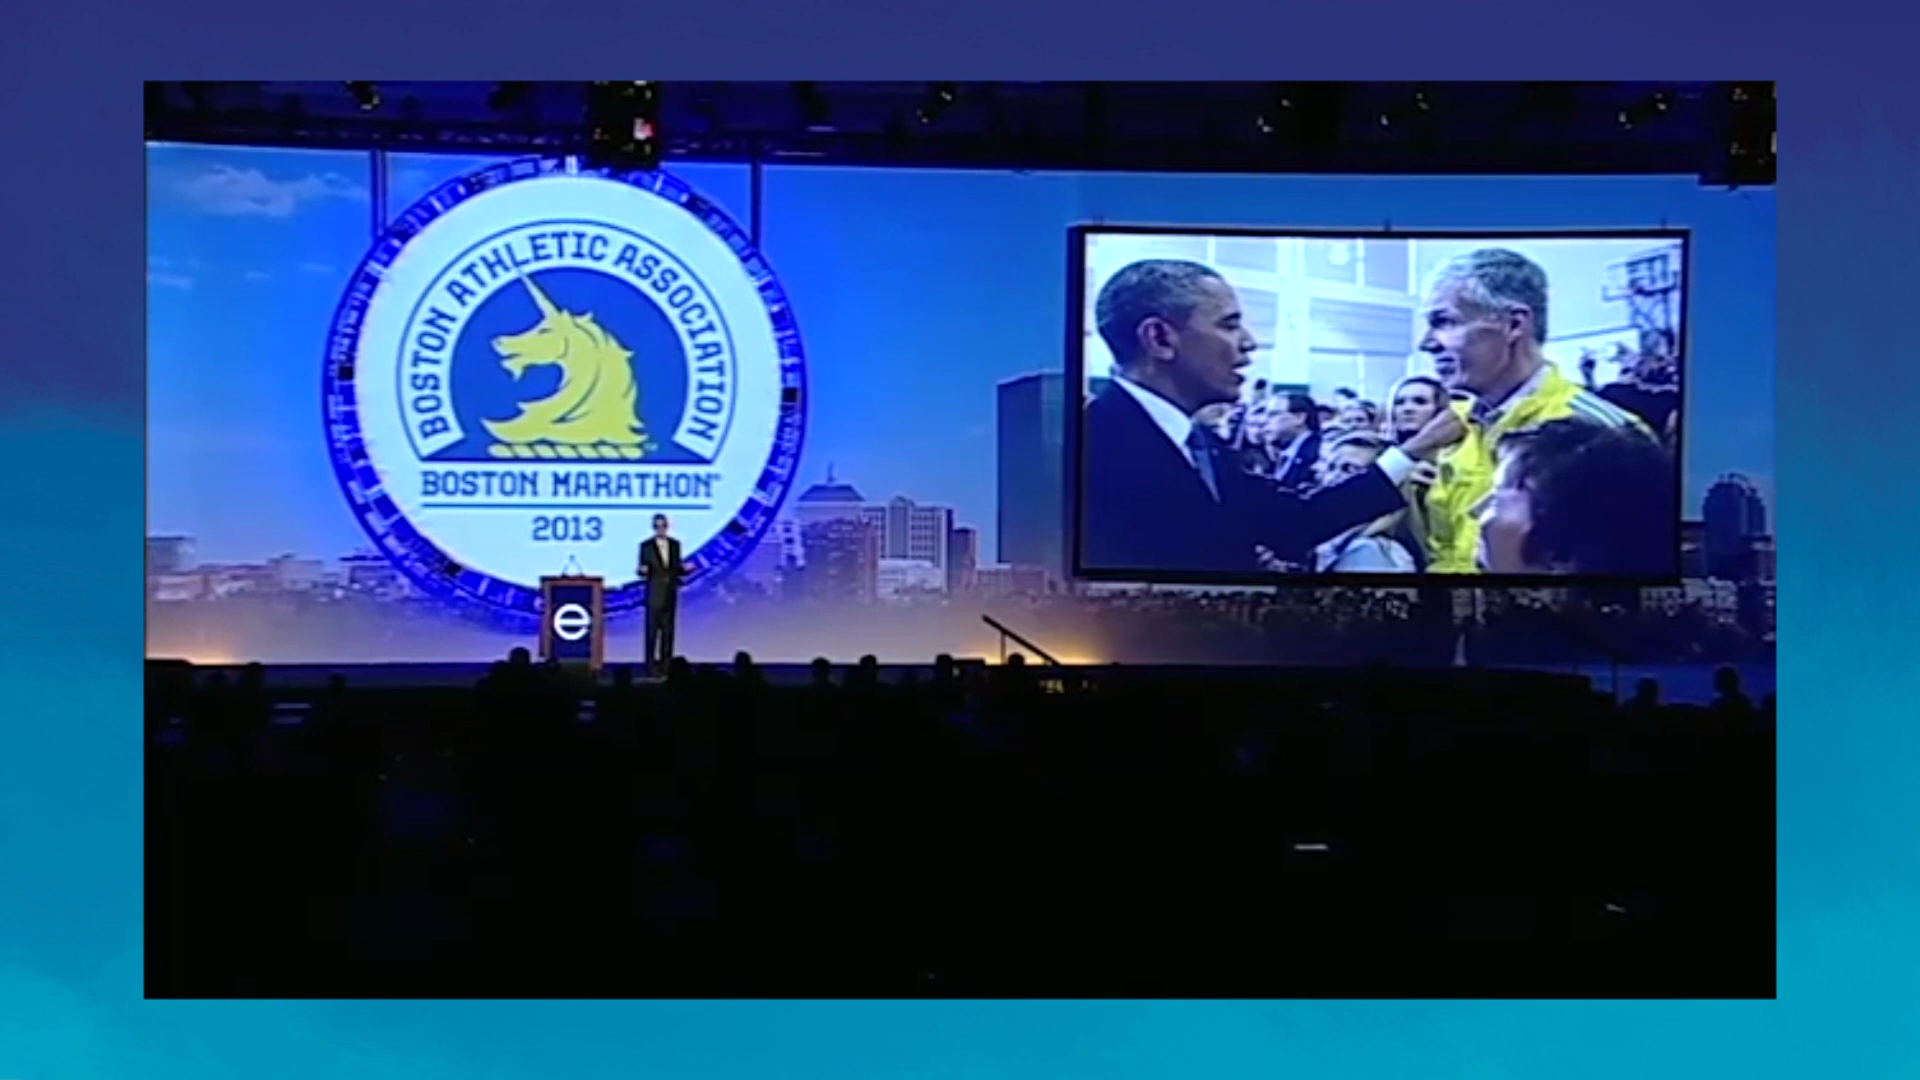 BOSTON ATHLETIC ASSOCIATION
BOSTON MARATHON
2013
e